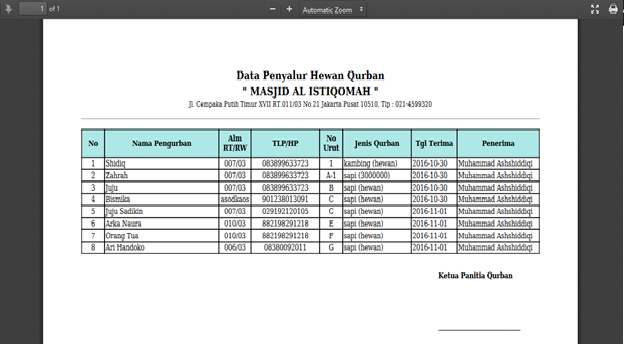 1 of 1 − + Automatic Zoom
Data Penyalur Hewan Qurban
" MASJID AL ISTIQOMAH "
Jl. Cempaka Putih Timur XVII RT.011/03 No.21 Jakarta Pusat 10510, Tlp : 021-4599320
No Nama Pengurban Alm RT/RW TLP/HP No Urut Jenis Qurban Tgl Terima Penerima
1 Shidiq 007/03 083899633723 1 kambing (hewan) 2016-10-30 Muhammad Ashshiddiqi
2 Zahrah 007/03 083899633723 A-1 sapi (3000000) 2016-10-30 Muhammad Ashshiddiqi
3 Juju 007/03 083899633723 B sapi (hewan) 2016-10-30 Muhammad Ashshiddiqi
4 Bismika asodkaos 901238013091 C sapi (hewan) 2016-10-30 Muhammad Ashshiddiqi
5 Juju Sadikin 007/03 029192120105 C sapi (hewan) 2016-11-01 Muhammad Ashshiddiqi
6 Arka Naura 010/03 882198291218 E sapi (hewan) 2016-11-01 Muhammad Ashshiddiqi
7 Orang Tua 010/03 882198291218 F sapi (hewan) 2016-11-01 Muhammad Ashshiddiqi
8 Ari Handoko 006/03 08380092011 G sapi (hewan) 2016-11-01 Muhammad Ashshiddiqi
Ketua Panitia Qurban